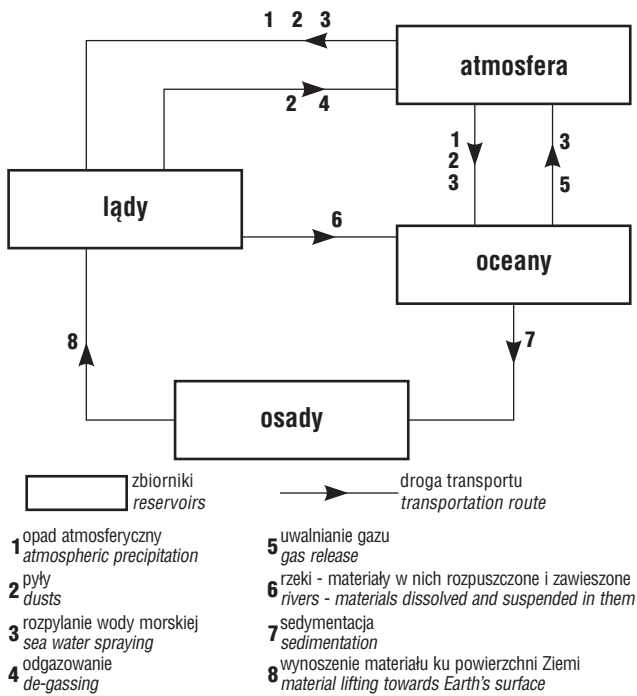 1 2 3
atmosfera
2 4
1
2
3
3
5
lądy
6
oceany
8
7
osady
zbiorniki
reservoirs
droga transportu
transportation route
1 opad atmosferyczny
atmospheric precipitation
2 pyły
dusts
3 rozpylanie wody morskiej
sea water spraying
4 odgazowanie
de-gassing
5 uwalnianie gazu
gas release
6 rzeki - materiały w nich rozpuszczone i zawieszone
rivers - materials dissolved and suspended in them
7 sedymentacja
sedimentation
8 wynoszenie materiału ku powierzchni Ziemi
material lifting towards Earth's surface